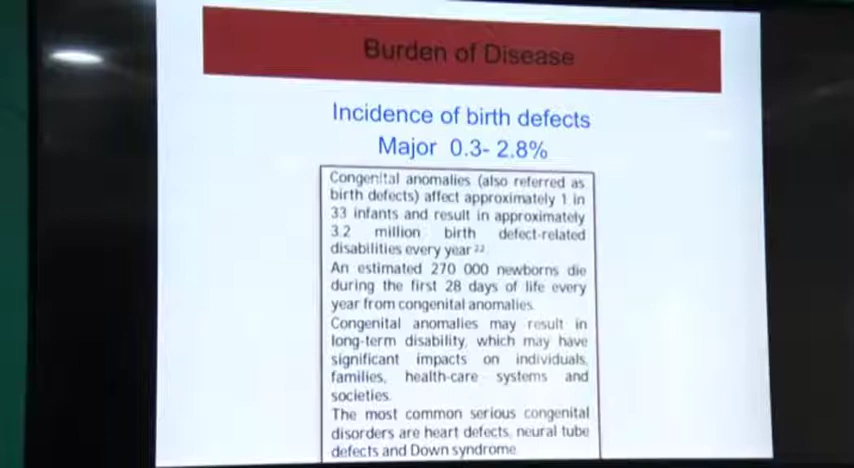 Burden of Disease
Incidence of birth defects
Major 0.3- 2.8%
Congenital anomalies (also referred as
birth defects) affect approximately 1 in
33 infants and result in approximately
3.2 million birth defect-related
disabilities every year 22
An estimated 270 000 newborns die
during the first 28 days of life every
year from congenital anomalies.
Congenital anomalies may result in
long-term disability, which may have
significant impacts on individuals,
families, health-care systems and
societies.
The most common serious congenital
disorders are heart defects, neural tube
defects and Down syndrome